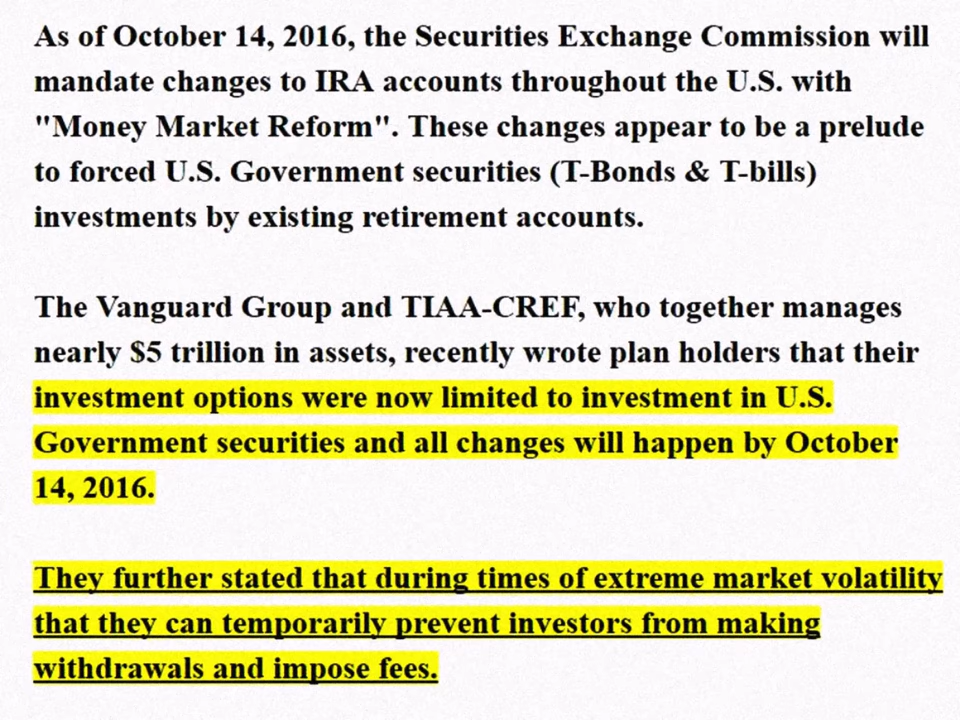 As of October 14, 2016, the Securities Exchange Commission will
mandate changes to IRA accounts throughout the U.S. with
"Money Market Reform". These changes appear to be a prelude
to forced U.S. Government securities (T-Bonds & T-bills)
investments by existing retirement accounts.
The Vanguard Group and TIAA-CREF, who together manages
nearly $5 trillion in assets, recently wrote plan holders that their
investment options were now limited to investment in U.S.
Government securities and all changes will happen by October
14, 2016.
They further stated that during times of extreme market volatility
that they can temporarily prevent investors from making
withdrawals and impose fees.